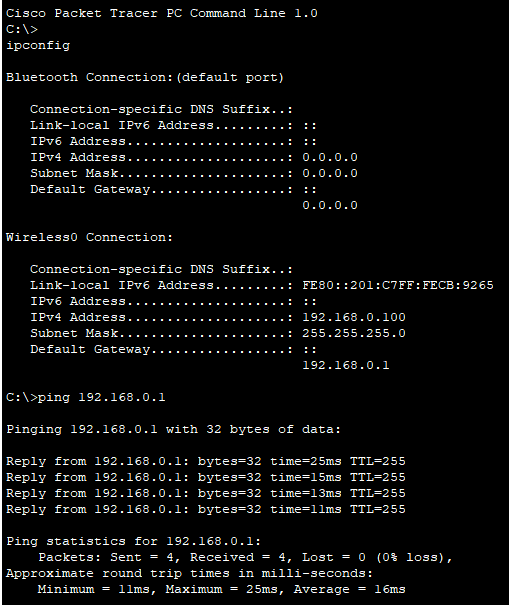 Cisco Packet Tracer PC Command Line 1.0
C:\>
ipconfig
Bluetooth Connection:(default port)
Connection-specific DNS Suffix..:
Link-local IPv6 Address.........: ::
IPv6 Address....................: ::
IPv4 Address....................: 0.0.0.0
Subnet Mask.....................: 0.0.0.0
Default Gateway.................: ::
0.0.0.0
Wireless0 Connection:
Connection-specific DNS Suffix..:
Link-local IPv6 Address.........: FE80::201:C7FF:FECB:9265
IPv6 Address....................: ::
IPv4 Address....................: 192.168.0.100
Subnet Mask.....................: 255.255.255.0
Default Gateway.................: ::
192.168.0.1
C:\>ping 192.168.0.1
Pinging 192.168.0.1 with 32 bytes of data:
Reply from 192.168.0.1: bytes=32 time=25ms TTL=255
Reply from 192.168.0.1: bytes=32 time=15ms TTL=255
Reply from 192.168.0.1: bytes=32 time=13ms TTL=255
Reply from 192.168.0.1: bytes=32 time=11ms TTL=255
Ping statistics for 192.168.0.1:
Packets: Sent = 4, Received = 4, Lost = 0 (0% loss),
Approximate round trip times in milli-seconds:
Minimum = 11ms, Maximum = 25ms, Average = 16ms